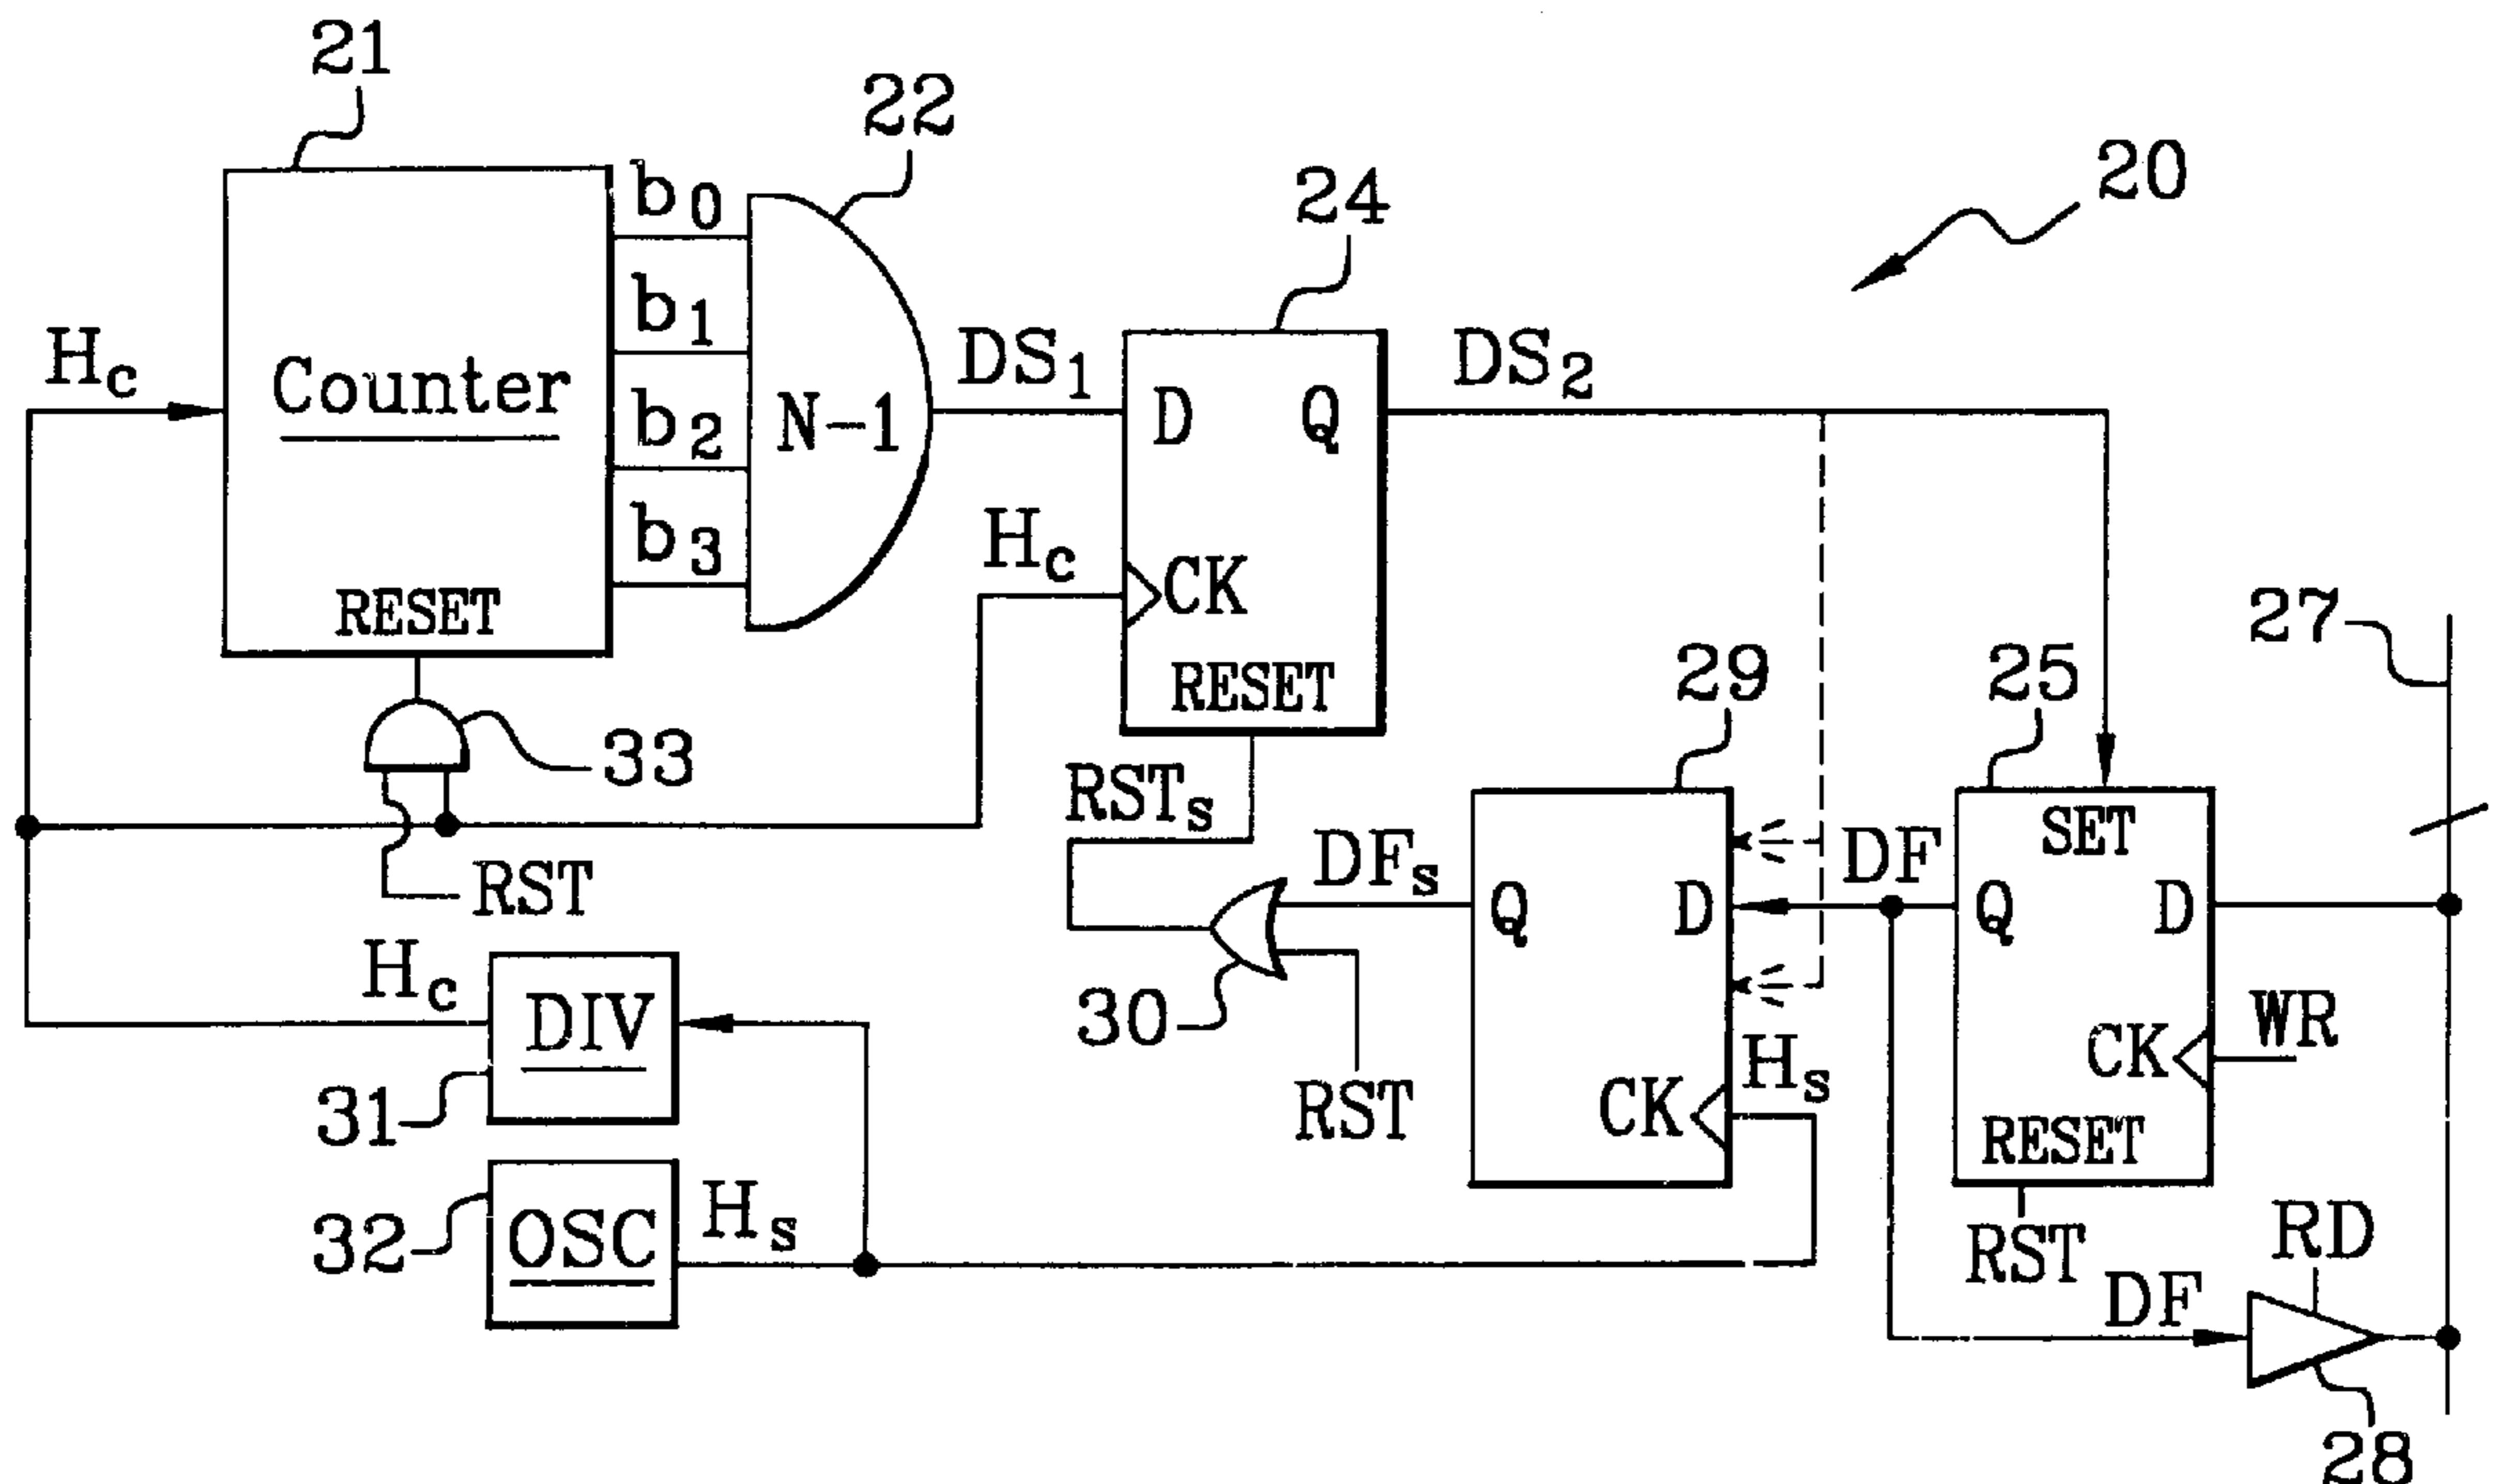 21
22
20
24
b0
b1
b2
b3
Hc
Counter
N-1
DS1
DS2
D
Q
Hc
CK
RESET
RESET
27
29
25
33
RSTs
SET
DFs
DF
RST
Q
D
Q
D
Hc
DIV
30
WR
CK
Hs
31
CK
RST
RESET
OSC
Hs
32
RST
RD
DF
28